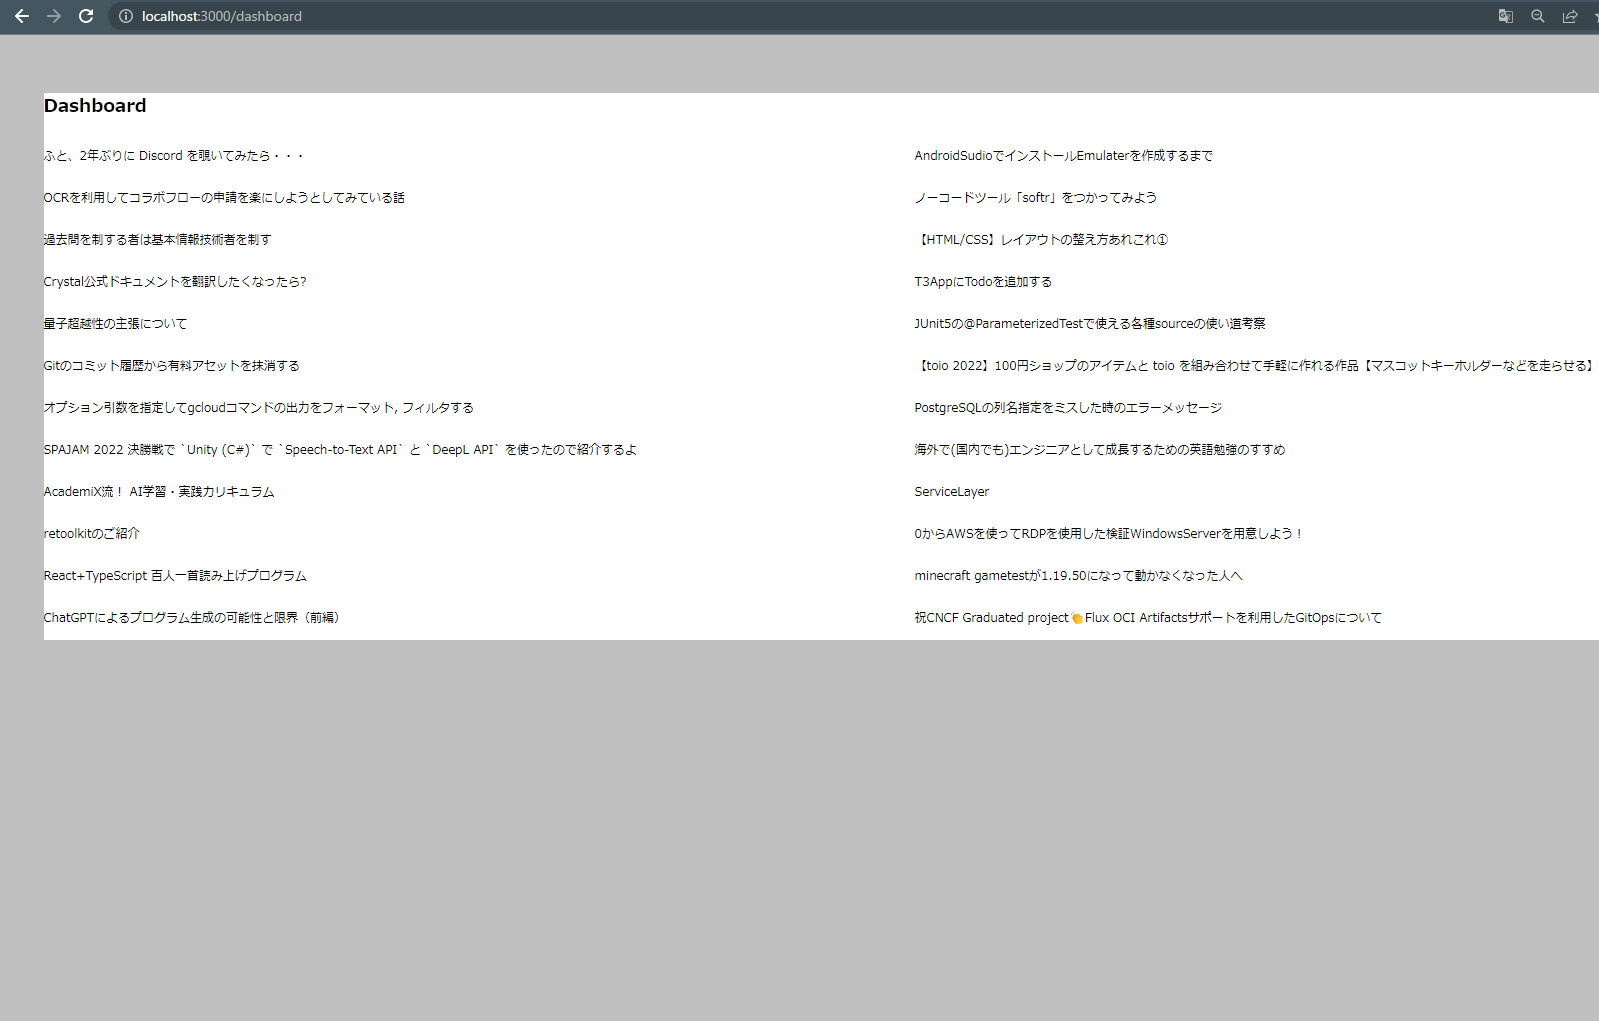 localhost:3000/dashboard
Dashboard
ふと、2年ぶりに Discord を覗いてみたら・・・
AndroidSudioでインストールEmulaterを作成するまで
OCRを利用してコラボフローの申請を楽にしようとしてみている話
ノーコードツール「softr」をつかってみよう
過去問を制する者は基本情報技術者を制す
【HTML/CSS】レイアウトの整え方あれこれ①
Crystal公式ドキュメントを翻訳したくなったら?
T3AppにTodoを追加する
量子超越性の主張について
JUnit5の@ParameterizedTestで使える各種sourceの使い道考察
Gitのコミット履歴から有料アセットを抹消する
【toio 2022】100円ショップのアイテムと toio を組み合わせて手軽に作れる作品【マスコットキーホルダーなどを走らせる】
オプション引数を指定してgcloudコマンドの出力をフォーマット, フィルタする
PostgreSQLの列名指定をミスした時のエラーメッセージ
SPAJAM 2022 決勝戦で `Unity (C#)` で `Speech-to-Text API` と `DeepL API` を使ったので紹介するよ
海外で(国内でも)エンジニアとして成長するための英語勉強のすすめ
AcademiX流！ AI学習・実践カリキュラム
ServiceLayer
retoolkitのご紹介
0からAWSを使ってRDPを使用した検証WindowsServerを用意しよう！
React+TypeScript 百人一首読み上げプログラム
minecraft gametestが1.19.50になって動かなくなった人へ
ChatGPTによるプログラム生成の可能性と限界（前編）
祝CNCF Graduated project👏Flux OCI Artifactsサポートを利用したGitOpsについて